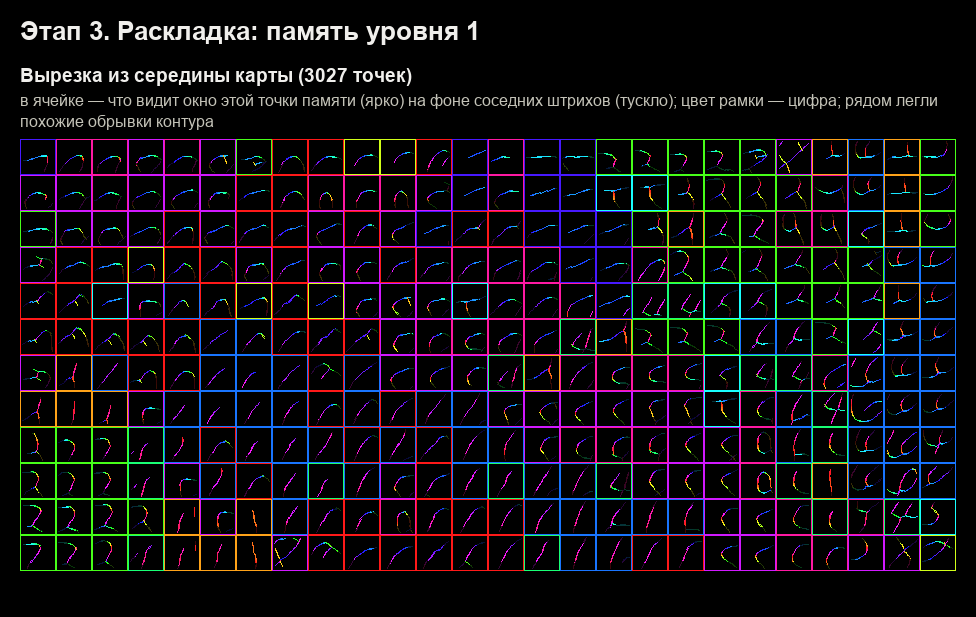 Этап 3. Раскладка: память уровня 1
Вырезка из середины карты (3027 точек)
в ячейке — что видит окно этой точки памяти (ярко) на фоне соседних штрихов (тускло); цвет рамки — цифра; рядом легли
похожие обрывки контура